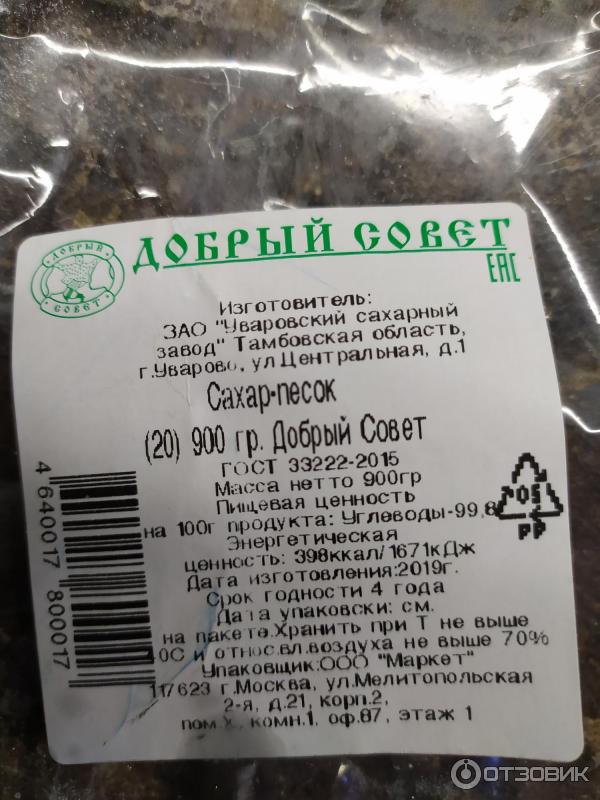 ДОБРЫЙ СОВЕТ
ДОБРЫЙ
СОВЕТ
EAC
Изготовитель:
ЗАО "Уваровский сахарный
завод" Тамбовская область,
г.Уварово, ул Центральная, д.1
Сахар-песок
(20) 900 гр. Добрый Совет
ГОСТ 33222-2015
Масса нетто 900гр
Пищевая ценность
на 100г продукта: Углеводы-99,8
Энергетическая
ценность: 398ккал/1671кДж
Дата изготовления:2019г.
Срок годности 4 года
Дата упаковски: см.
на пакете.Хранить при Т не выше
и относ.вл.воздуха не выше 70%
Упаковщик:ООО "Маркет"
117623 г.Москва, ул.Мелитопольская
2-я, д.21, корп.2,
комн.1, оф.87, этаж 1
05
PP
4 640017 800017
ОТЗОВИК